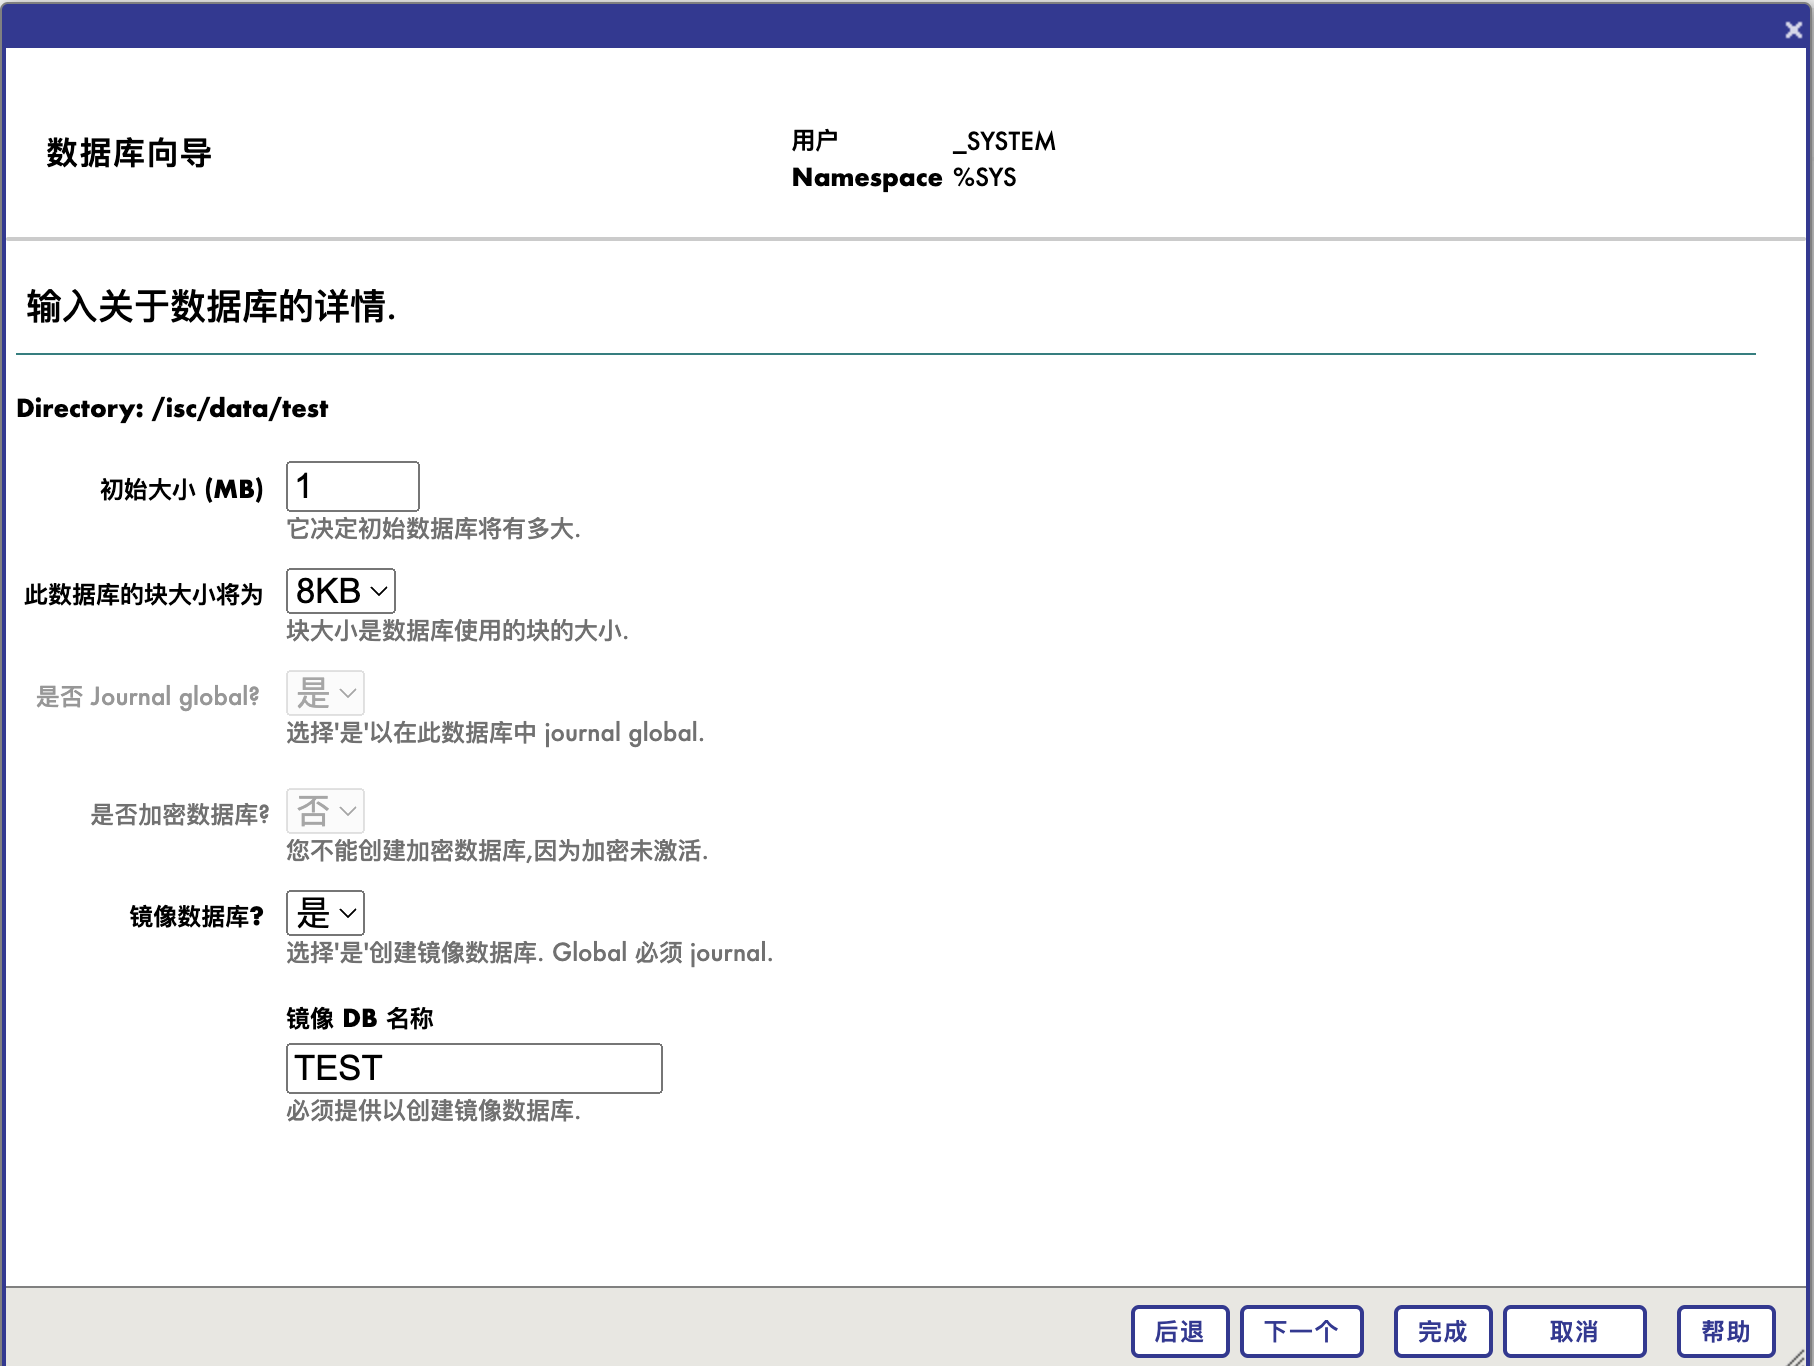 数据库向导
用户 _SYSTEM
Namespace %SYS
输入关于数据库的详情.
Directory: /isc/data/test
初始大小 (MB) 1
它决定初始数据库将有多大.
此数据库的块大小将为 8KB
块大小是数据库使用的块的大小.
是否 Journal global? 是
选择'是'以在此数据库中 journal global.
是否加密数据库? 否
您不能创建加密数据库,因为加密未激活.
镜像数据库? 是
选择'是'创建镜像数据库. Global 必须 journal.
镜像 DB 名称
TEST
必须提供以创建镜像数据库.
后退 下一个 完成 取消 帮助